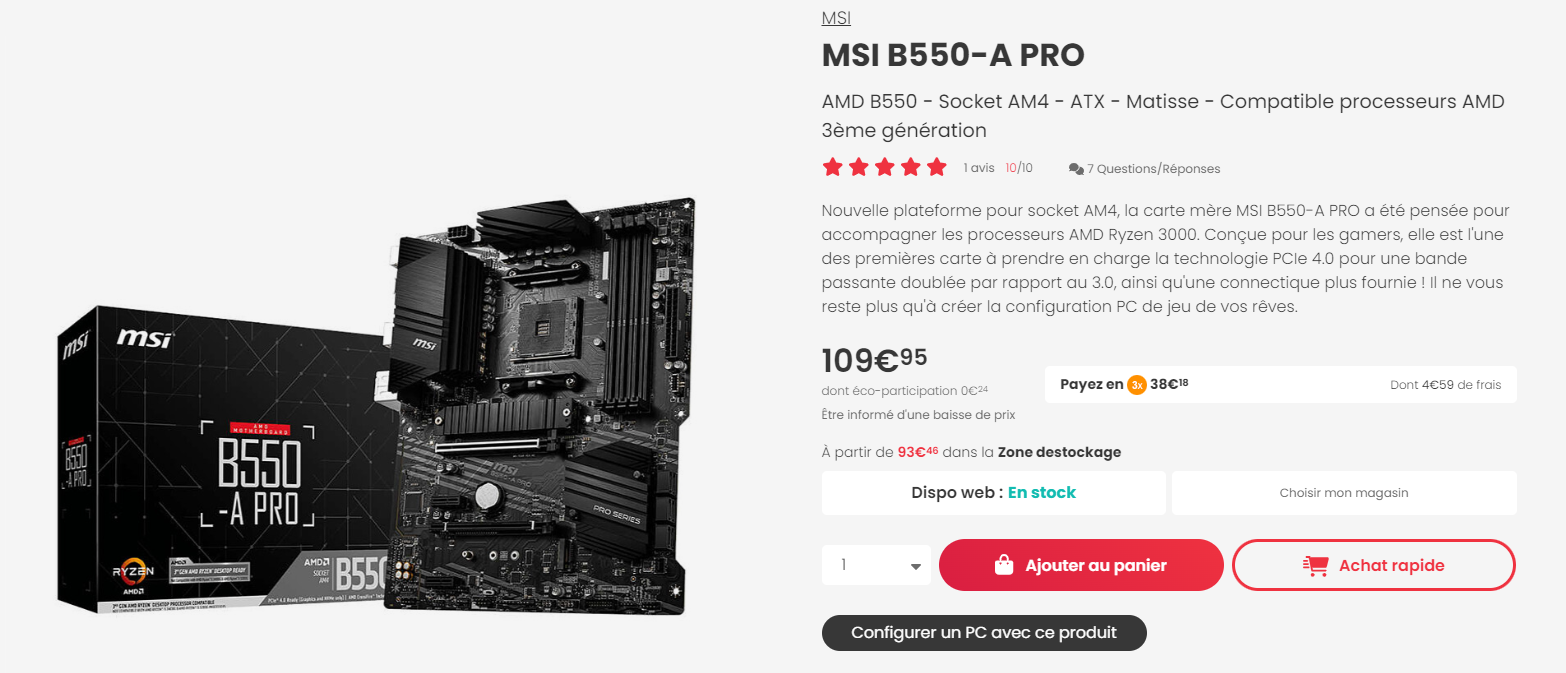 MSI
MSI B550-A PRO
AMD B550 - Socket AM4 - ATX - Matisse - Compatible processeurs AMD
3ème génération
1 avis 10/10 7 Questions/Réponses
Nouvelle plateforme pour socket AM4, la carte mère MSI B550-A PRO a été pensée pour
accompagner les processeurs AMD Ryzen 3000. Conçue pour les gamers, elle est l'une
des premières carte à prendre en charge la technologie PCIe 4.0 pour une bande
passante doublée par rapport au 3.0, ainsi qu'une connectique plus fournie ! Il ne vous
reste plus qu'à créer la configuration PC de jeu de vos rêves.
109€95
dont éco-participation 0€24
Être informé d'une baisse de prix
Payez en 3x 38€18 Dont 4€59 de frais
À partir de 93€46 dans la Zone destockage
Dispo web : En stock
Choisir mon magasin
1
Ajouter au panier
Achat rapide
Configurer un PC avec ce produit
msi
msi
AMD
MOTHERBOARD
B550
-A PRO
B550
-A PRO
RYZEN
AMD
AMD
SOCKET
AM4
B550
msi
msi
PRO SERIES